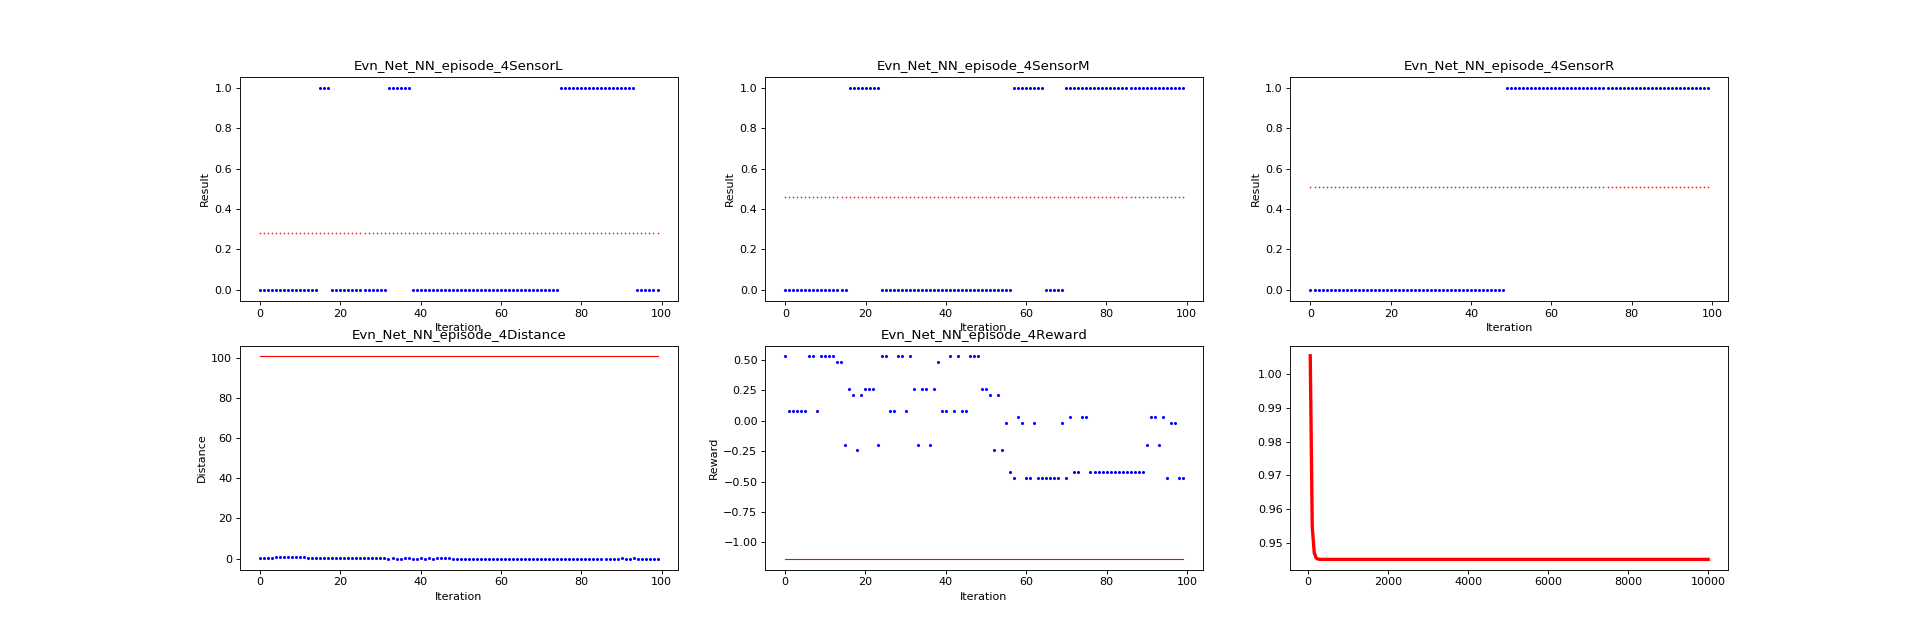 Evn_Net_NN_episode_4SensorL
1.0
0.8
0.6
0.4
0.2
0.0
Result
0 20 40 60 80 100
Iteration
Evn_Net_NN_episode_4SensorM
1.0
0.8
0.6
0.4
0.2
0.0
Result
0 20 40 60 80 100
Iteration
Evn_Net_NN_episode_4SensorR
1.0
0.8
0.6
0.4
0.2
0.0
Result
0 20 40 60 80 100
Iteration
Evn_Net_NN_episode_4Distance
100
80
60
40
20
0
Distance
0 20 40 60 80 100
Iteration
Evn_Net_NN_episode_4Reward
0.50
0.25
0.00
−0.25
−0.50
−0.75
−1.00
Reward
0 20 40 60 80 100
Iteration
1.00
0.99
0.98
0.97
0.96
0.95
0 2000 4000 6000 8000 10000